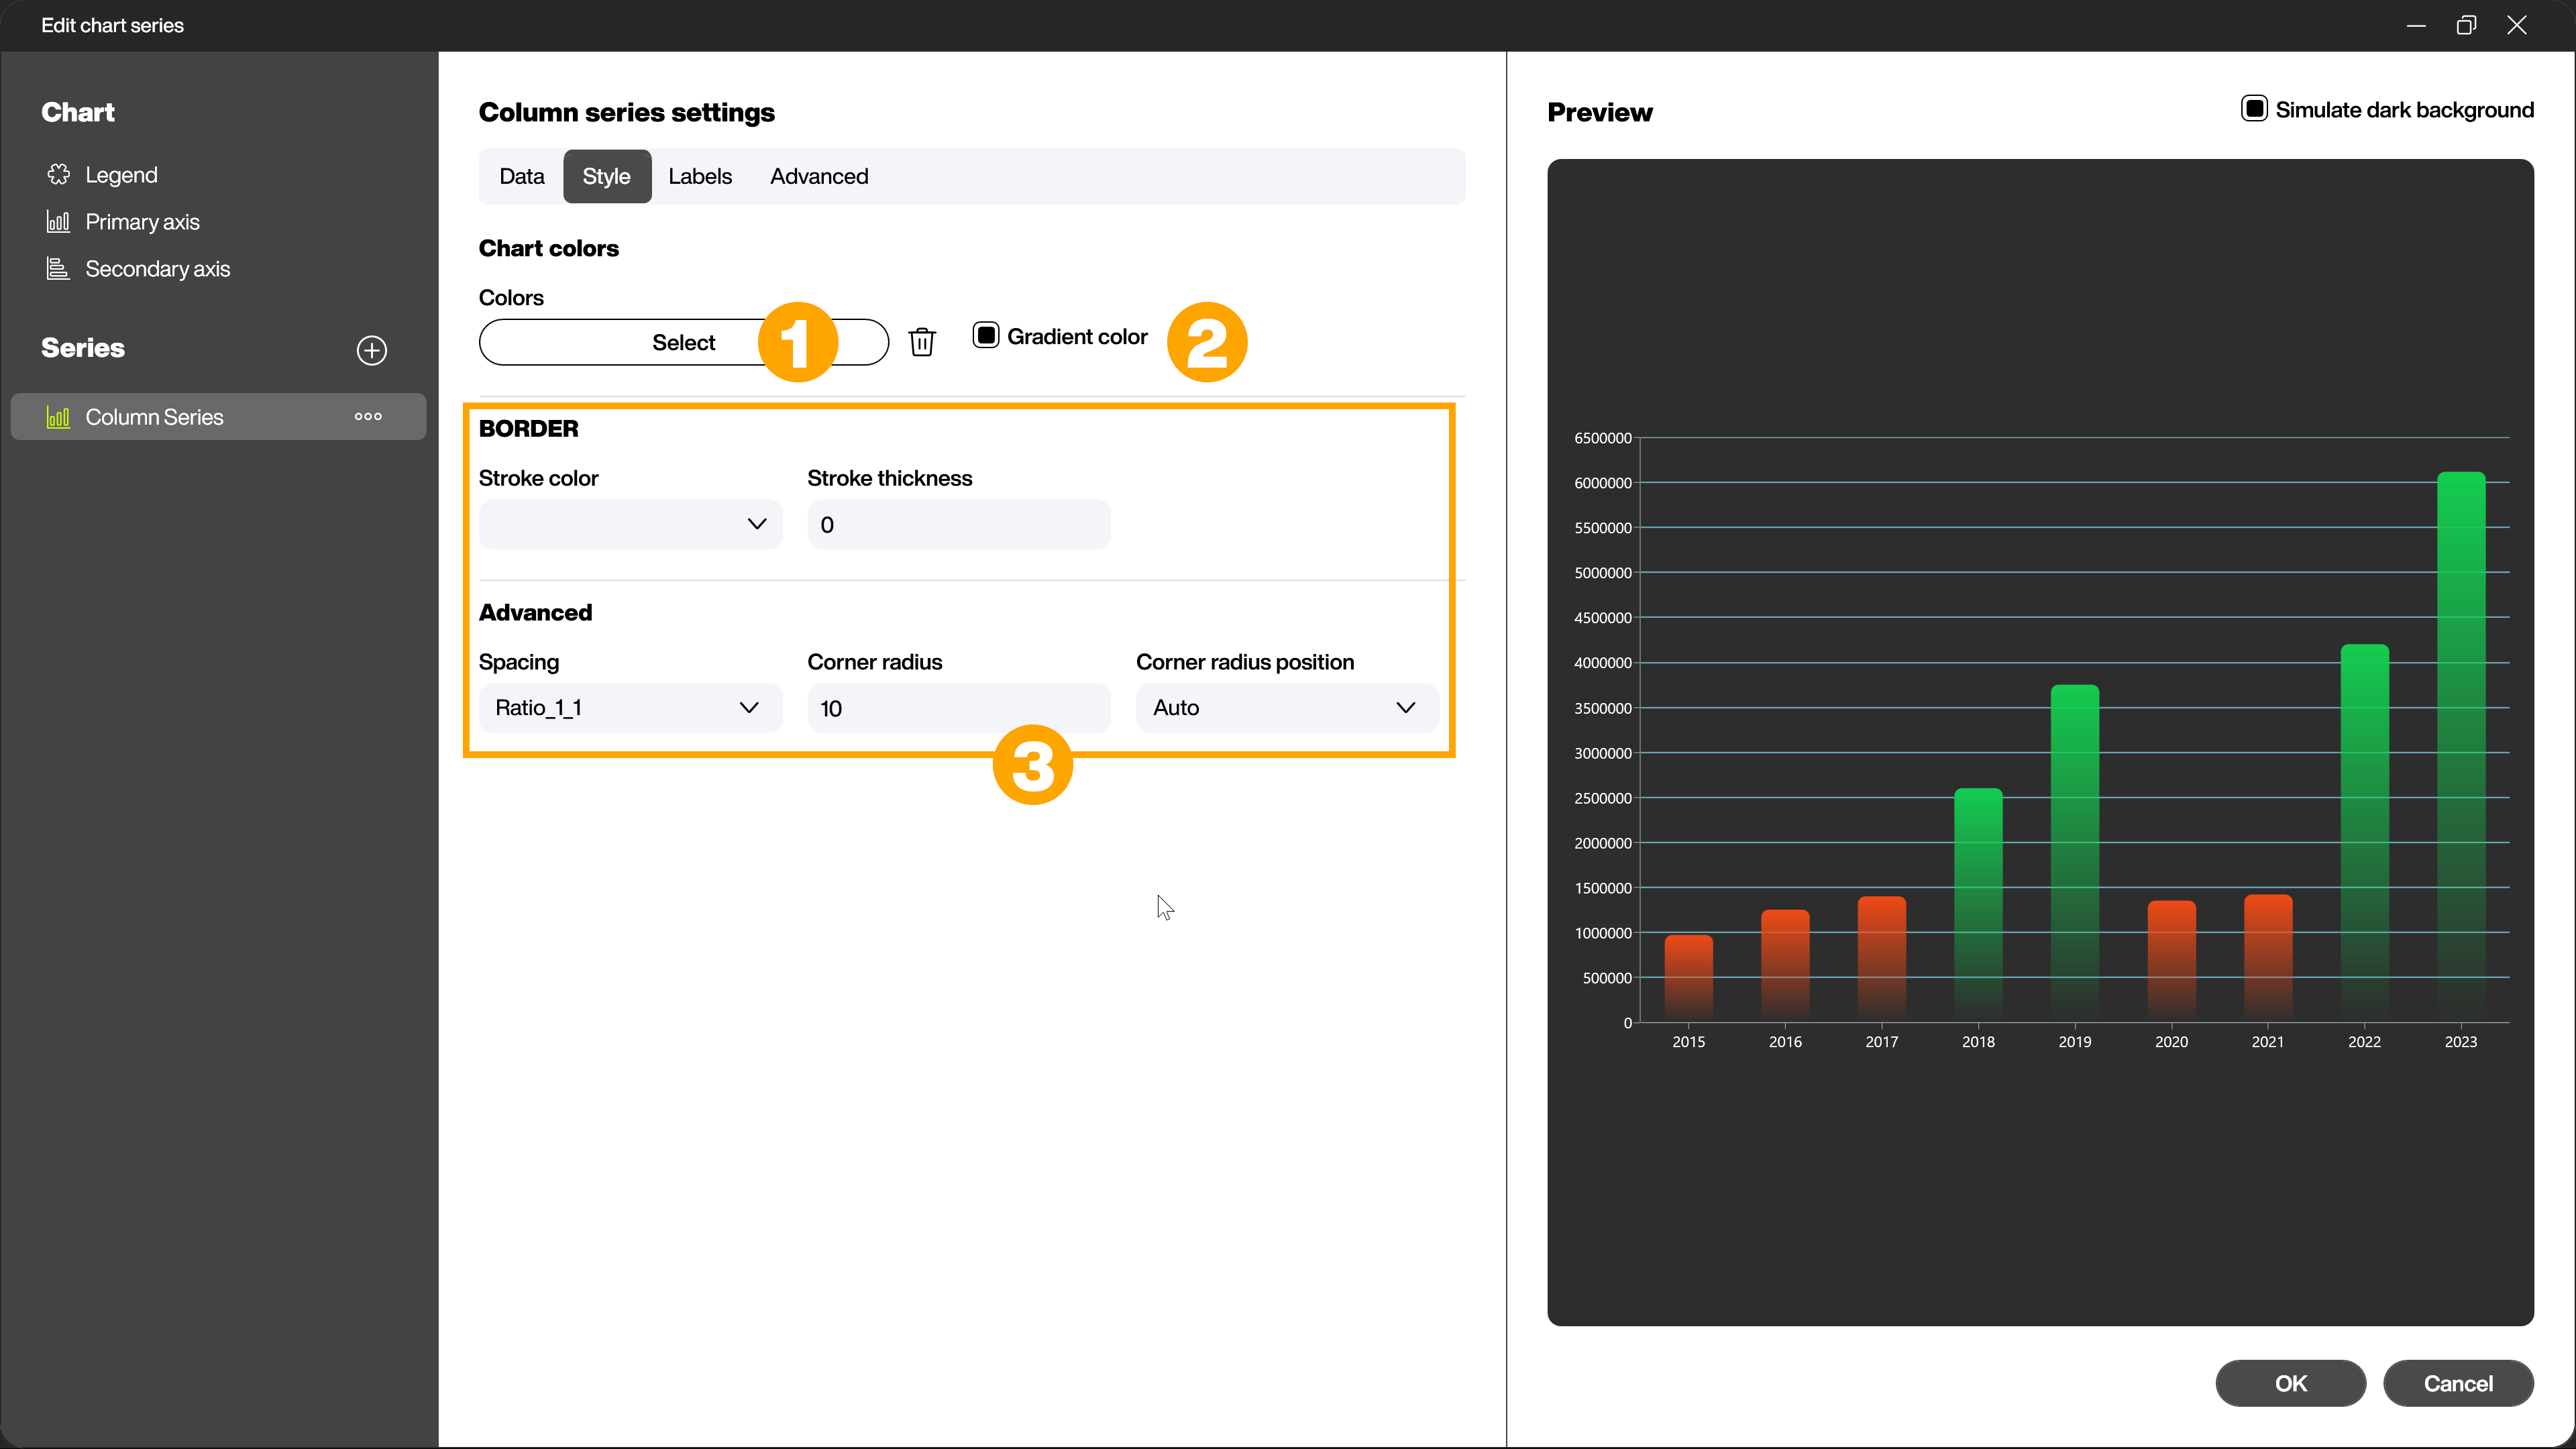 Edit chart series
Chart
Legend
Primary axis
Secondary axis
Series
Column Series
Column series settings
Data Style Labels Advanced
Chart colors
Colors
Select 1 Gradient color 2
BORDER
Stroke color Stroke thickness
0
Advanced
Spacing Corner radius Corner radius position
Ratio_1_1 10 Auto
3
Preview Simulate dark background
6500000
6000000
5500000
5000000
4500000
4000000
3500000
3000000
2500000
2000000
1500000
1000000
500000
0
2015 2016 2017 2018 2019 2020 2021 2022 2023
OK Cancel